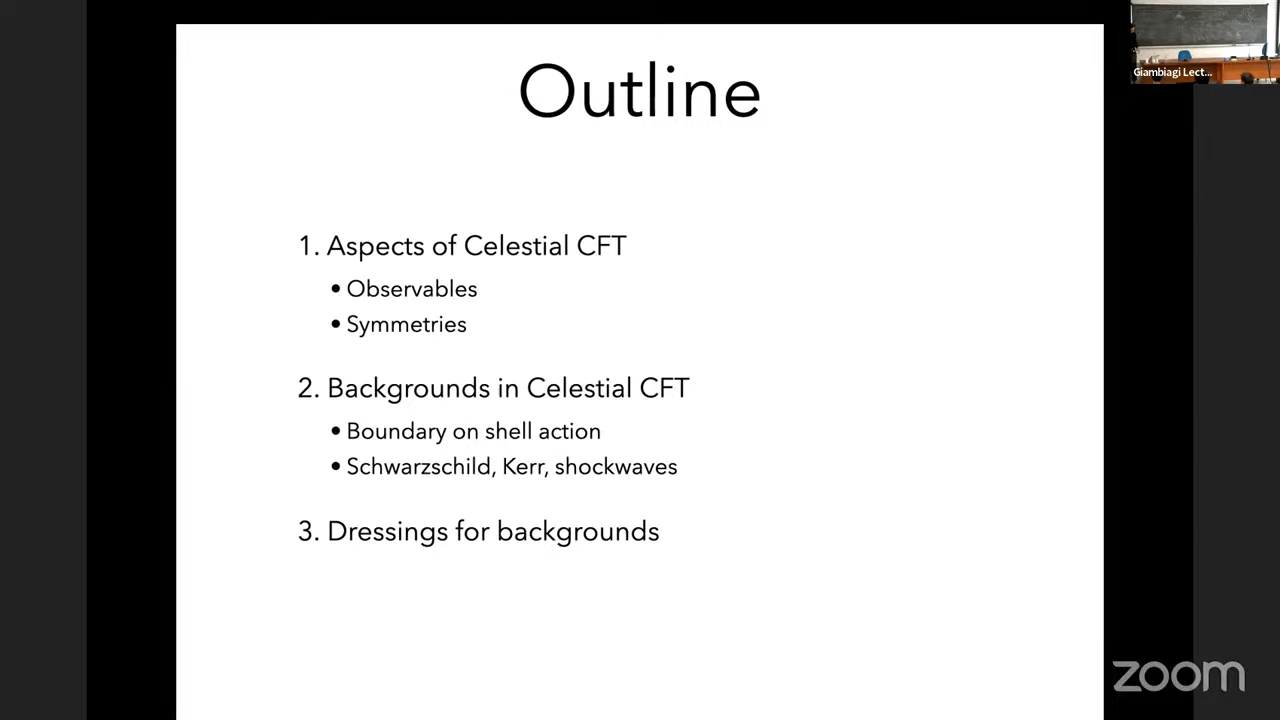 Outline
Giambiagi Lect...
1. Aspects of Celestial CFT
• Observables
• Symmetries
2. Backgrounds in Celestial CFT
• Boundary on shell action
• Schwarzschild, Kerr, shockwaves
3. Dressings for backgrounds
zoom